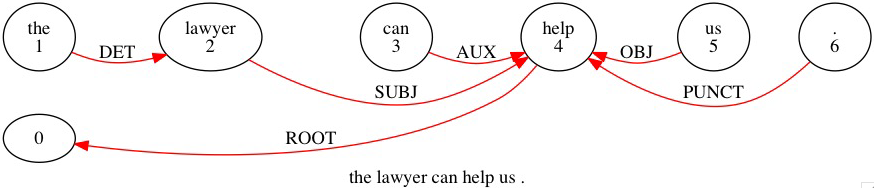 the lawyer can help us .
1 2 3 4 5 6
DET AUX OBJ
SUBJ PUNCT
0 ROOT
the lawyer can help us .